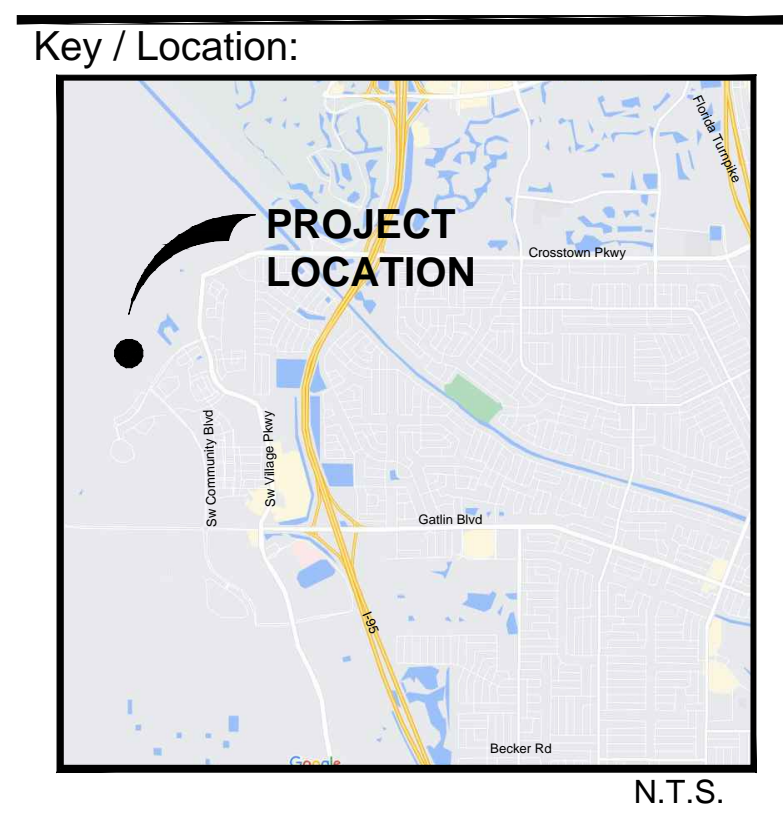 Key / Location:
Florida Turnpike
PROJECT
LOCATION
Crosstown Pkwy
Sw Community Blvd
Sw Village Pkwy
Gatlin Blvd
I-95
Becker Rd
Google
N.T.S.